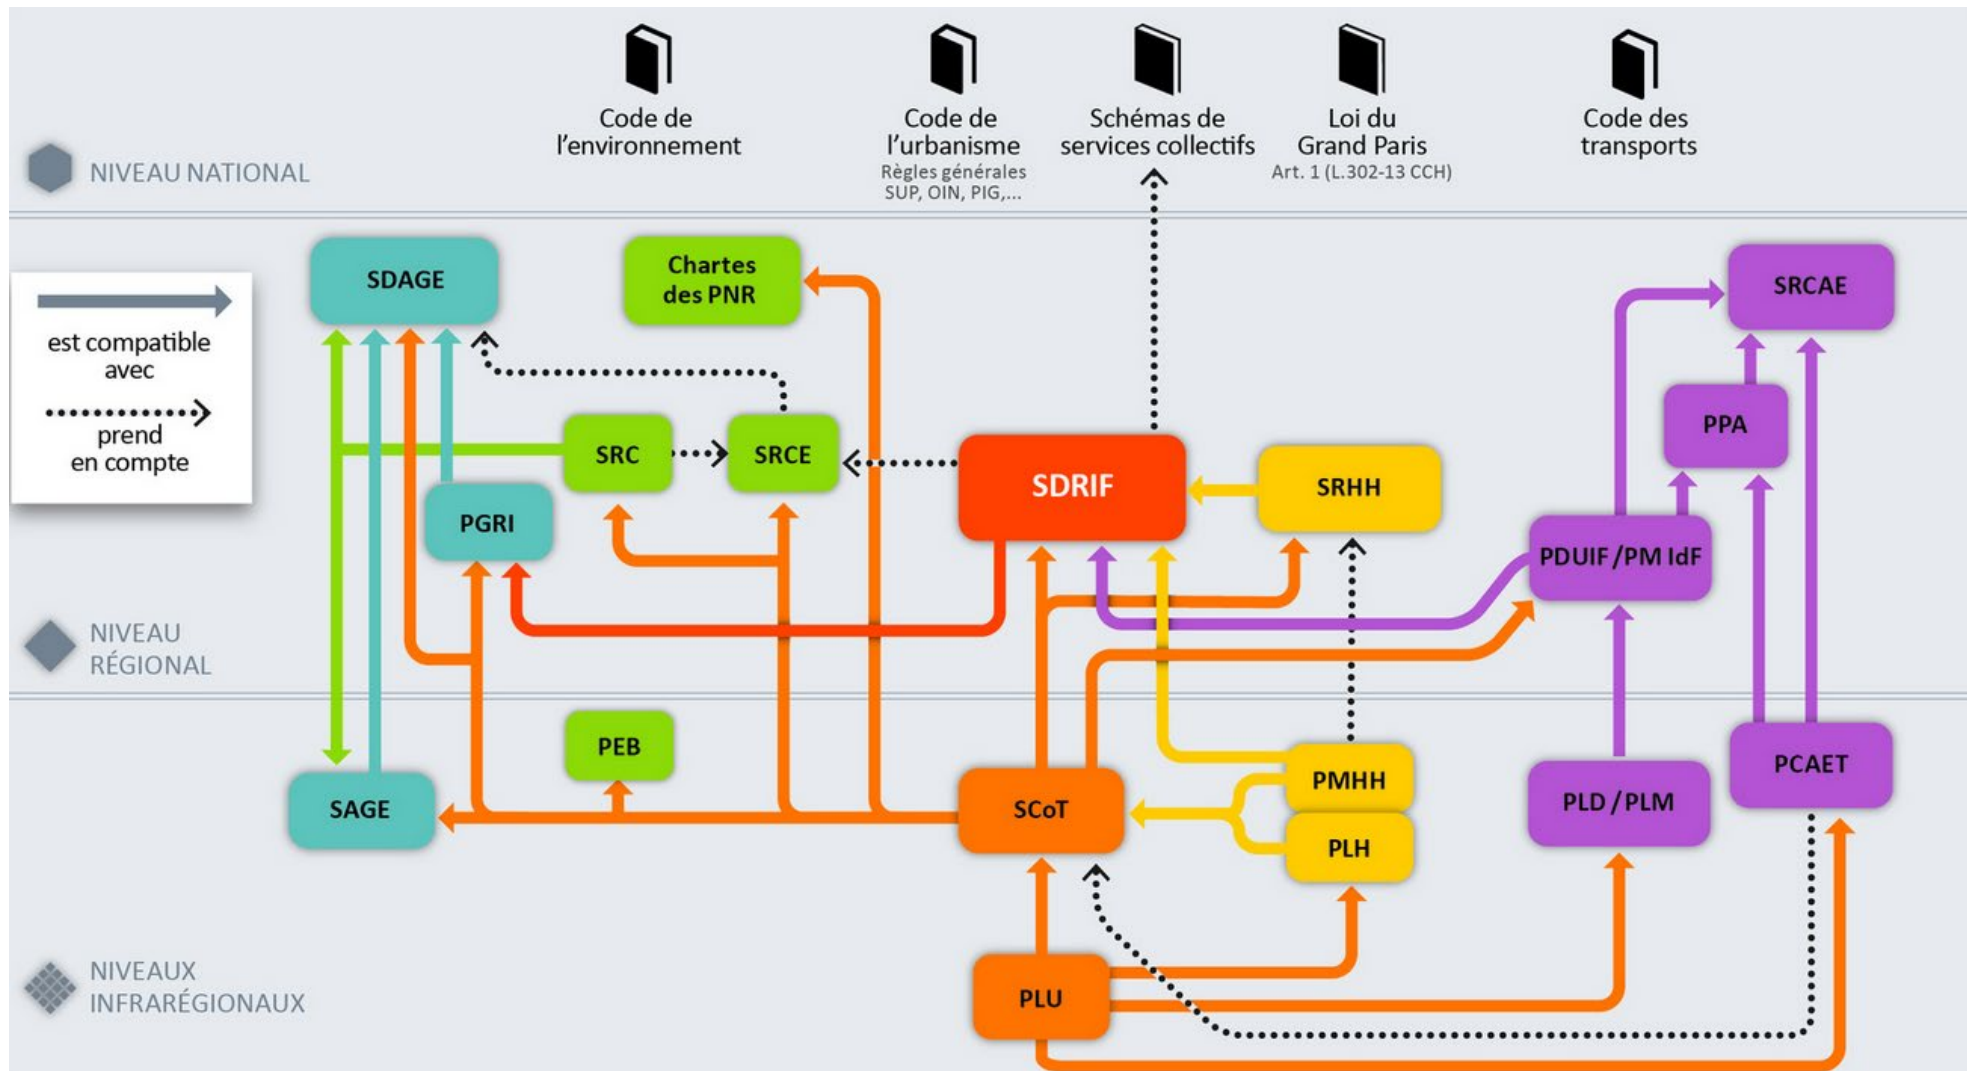 Code de
l'environnement
Code de
l'urbanisme
Règles générales
SUP, OIN, PIG,...
Schémas de
services collectifs
Loi du
Grand Paris
Art. 1 (L.302-13 CCH)
Code des
transports
NIVEAU NATIONAL
est compatible
avec
prend
en compte
SDAGE
Chartes
des PNR
SRCAE
PPA
SRC
SRCE
SDRIF
SRHH
PGRI
PDUIF/PM IdF
NIVEAU
RÉGIONAL
PEB
SAGE
SCoT
PMHH
PLH
PLD / PLM
PCAET
PLU
NIVEAUX
INFRARÉGIONAUX